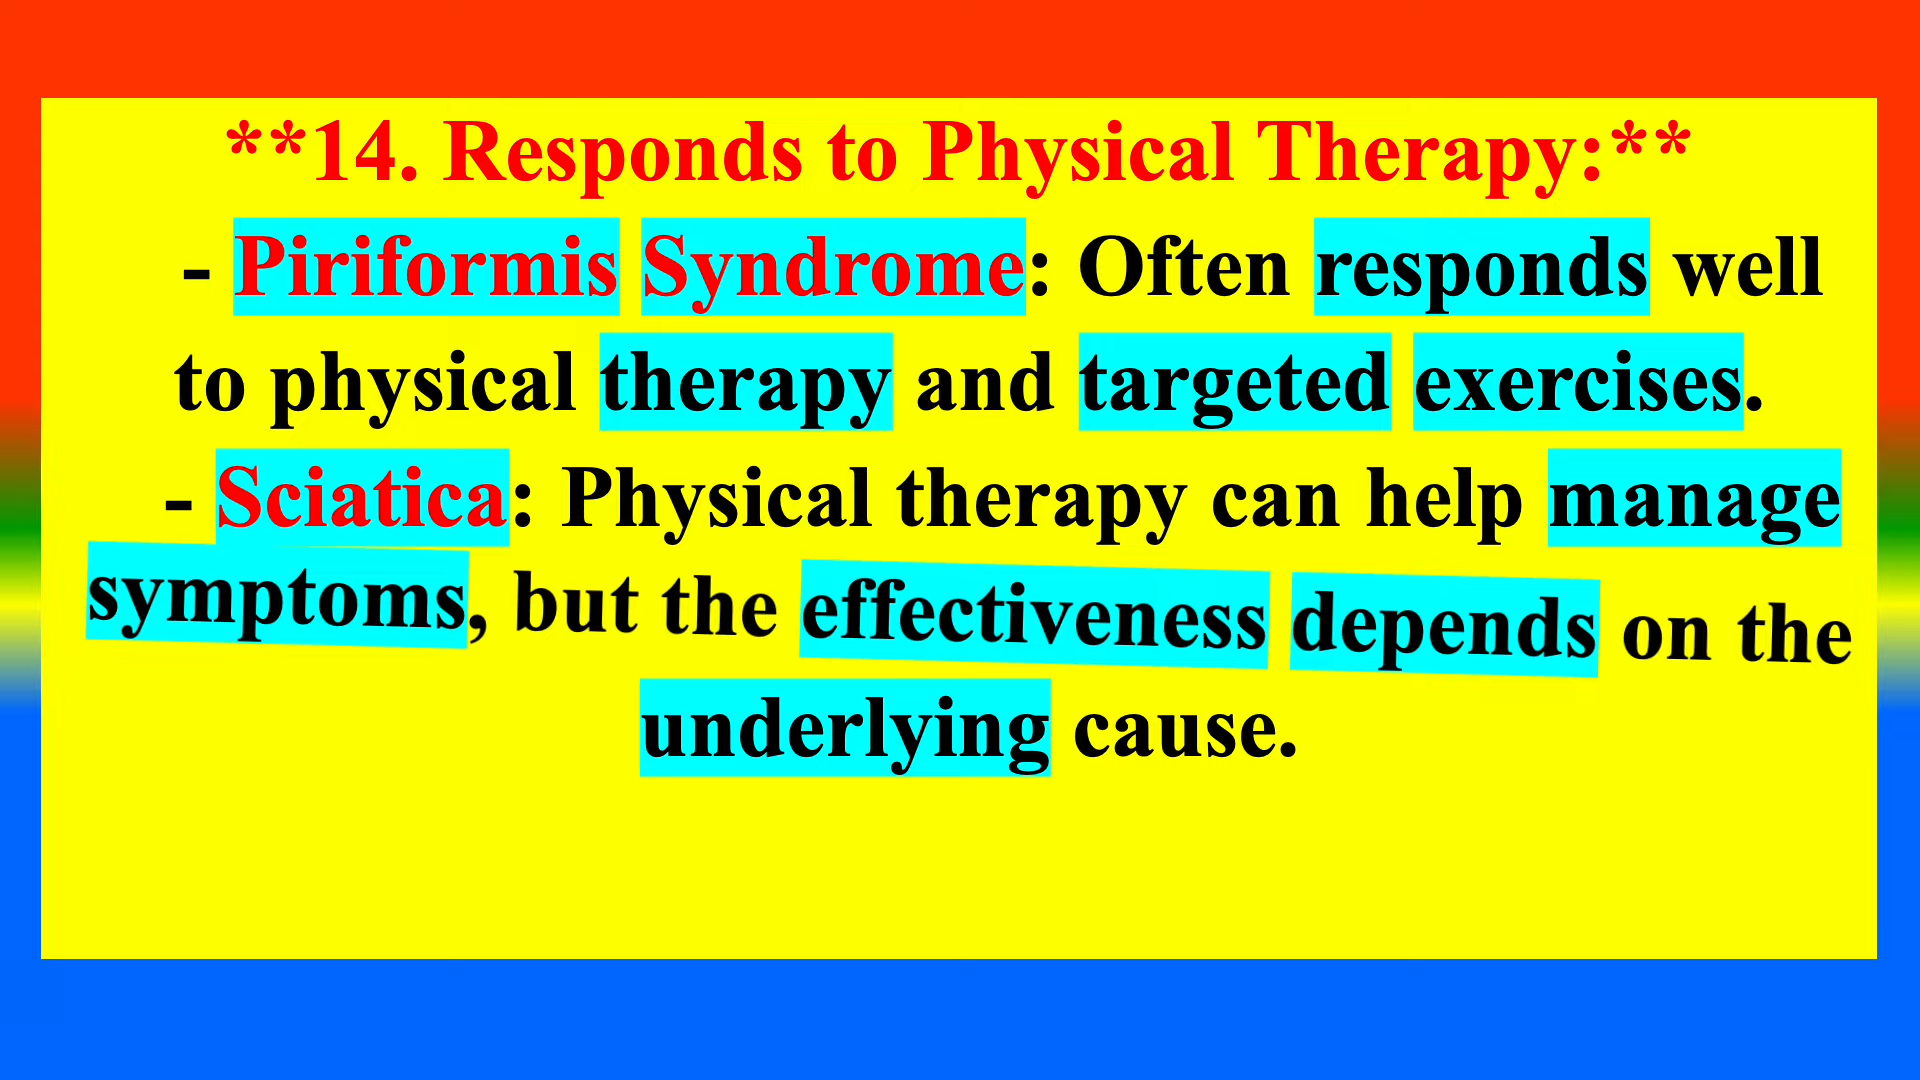 **14. Responds to Physical Therapy:**
- Piriformis Syndrome: Often responds well
to physical therapy and targeted exercises.
- Sciatica: Physical therapy can help manage
symptoms, but the effectiveness depends on the
underlying cause.